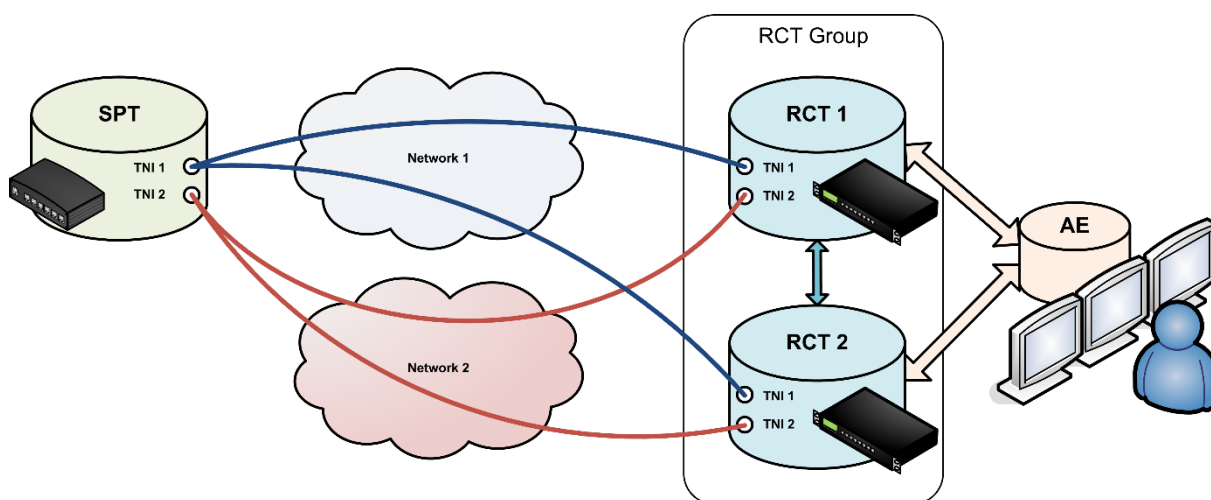 RCT Group
SPT
TNI 1
TNI 2
Network 1
Network 2
RCT 1
TNI 1
TNI 2
RCT 2
TNI 1
TNI 2
AE